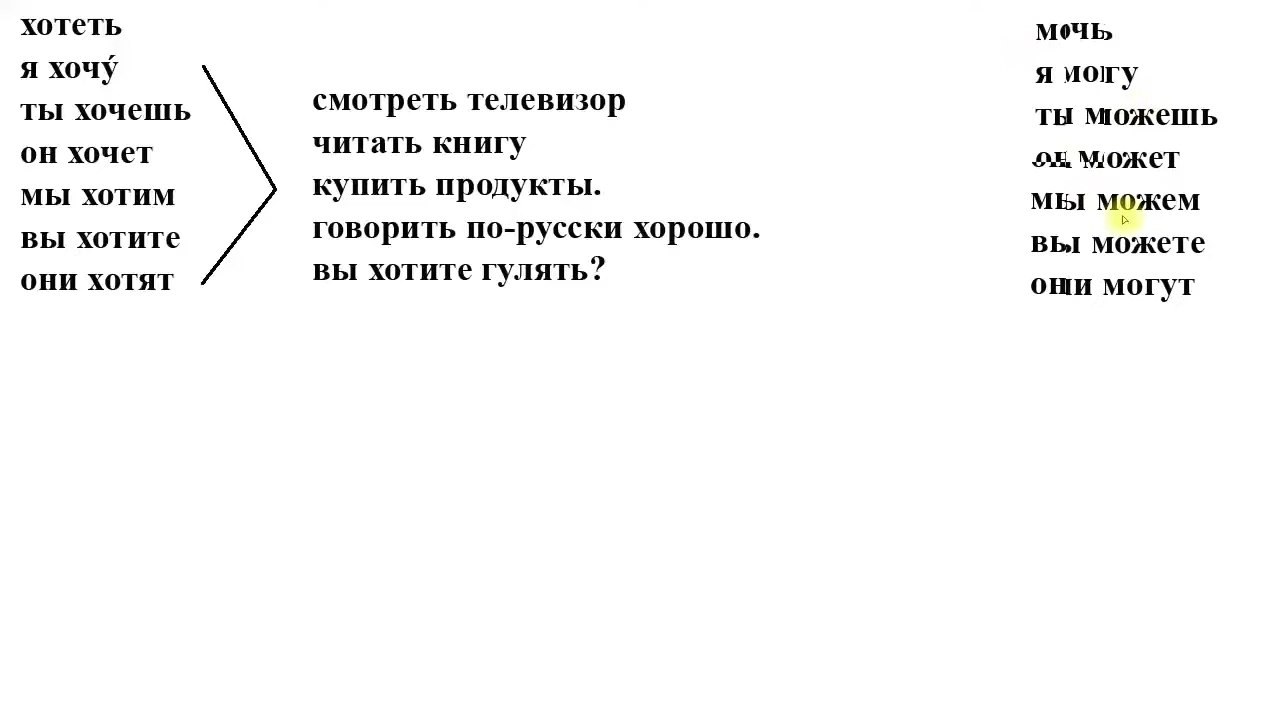 хотеть
я хочу́
ты хочешь
он хочет
мы хотим
вы хотите
они хотят
смотреть телевизор
читать книгу
купить продукты.
говорить по-русски хорошо.
вы хотите гулять?
мочь
я могу
ты можешь
он может
мы можем
вы можете
они могут